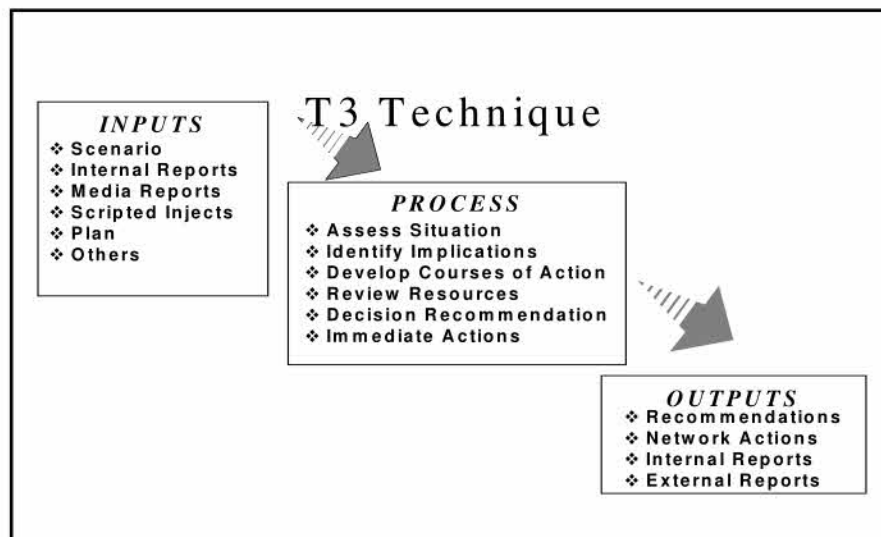 T3 Technique
INPUTS
❖ Scenario
❖ Internal Reports
❖ Media Reports
❖ Scripted Injects
❖ Plan
❖ Others
PROCESS
❖ Assess Situation
❖ Identify Implications
❖ Develop Courses of Action
❖ Review Resources
❖ Decision Recommendation
❖ Immediate Actions
OUTPUTS
❖ Recommendations
❖ Network Actions
❖ Internal Reports
❖ External Reports